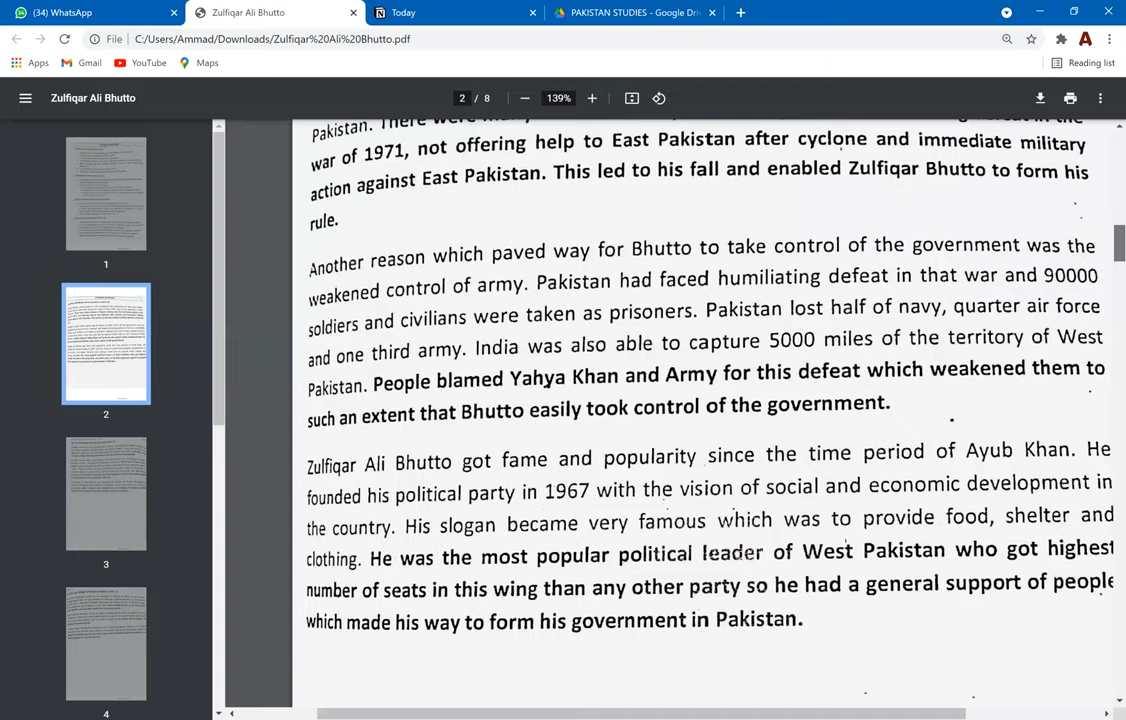 (34) WhatsApp
Zulfiqar Ali Bhutto
Today
PAKISTAN STUDIES - Google Dri
File
C:/Users/Ammad/Downloads/Zulfiqar%20Ali%20Bhutto.pdf
Apps
Gmail
YouTube
Maps
Reading list
Zulfiqar Ali Bhutto
2 / 8
139%
Pakistan. There were
in the
war of 1971, not offering help to East Pakistan after cyclone and immediate military
action against East Pakistan. This led to his fall and enabled Zulfiqar Bhutto to form his
rule.
Another reason which paved way for Bhutto to take control of the government was the
weakened control of army. Pakistan had faced humiliating defeat in that war and 90000
soldiers and civilians were taken as prisoners. Pakistan lost half of navy, quarter air force
and one third army. India was also able to capture 5000 miles of the territory of West
Pakistan. People blamed Yahya Khan and Army for this defeat which weakened them to
such an extent that Bhutto easily took control of the government.
Zulfiqar Ali Bhutto got fame and popularity since the time period of Ayub Khan. He
founded his political party in 1967 with the vision of social and economic development in
the country. His slogan became very famous which was to provide food, shelter and
clothing. He was the most popular political leader of West Pakistan who got highest
number of seats in this wing than any other party so he had a general support of people
which made his way to form his government in Pakistan.
1
2
3
4